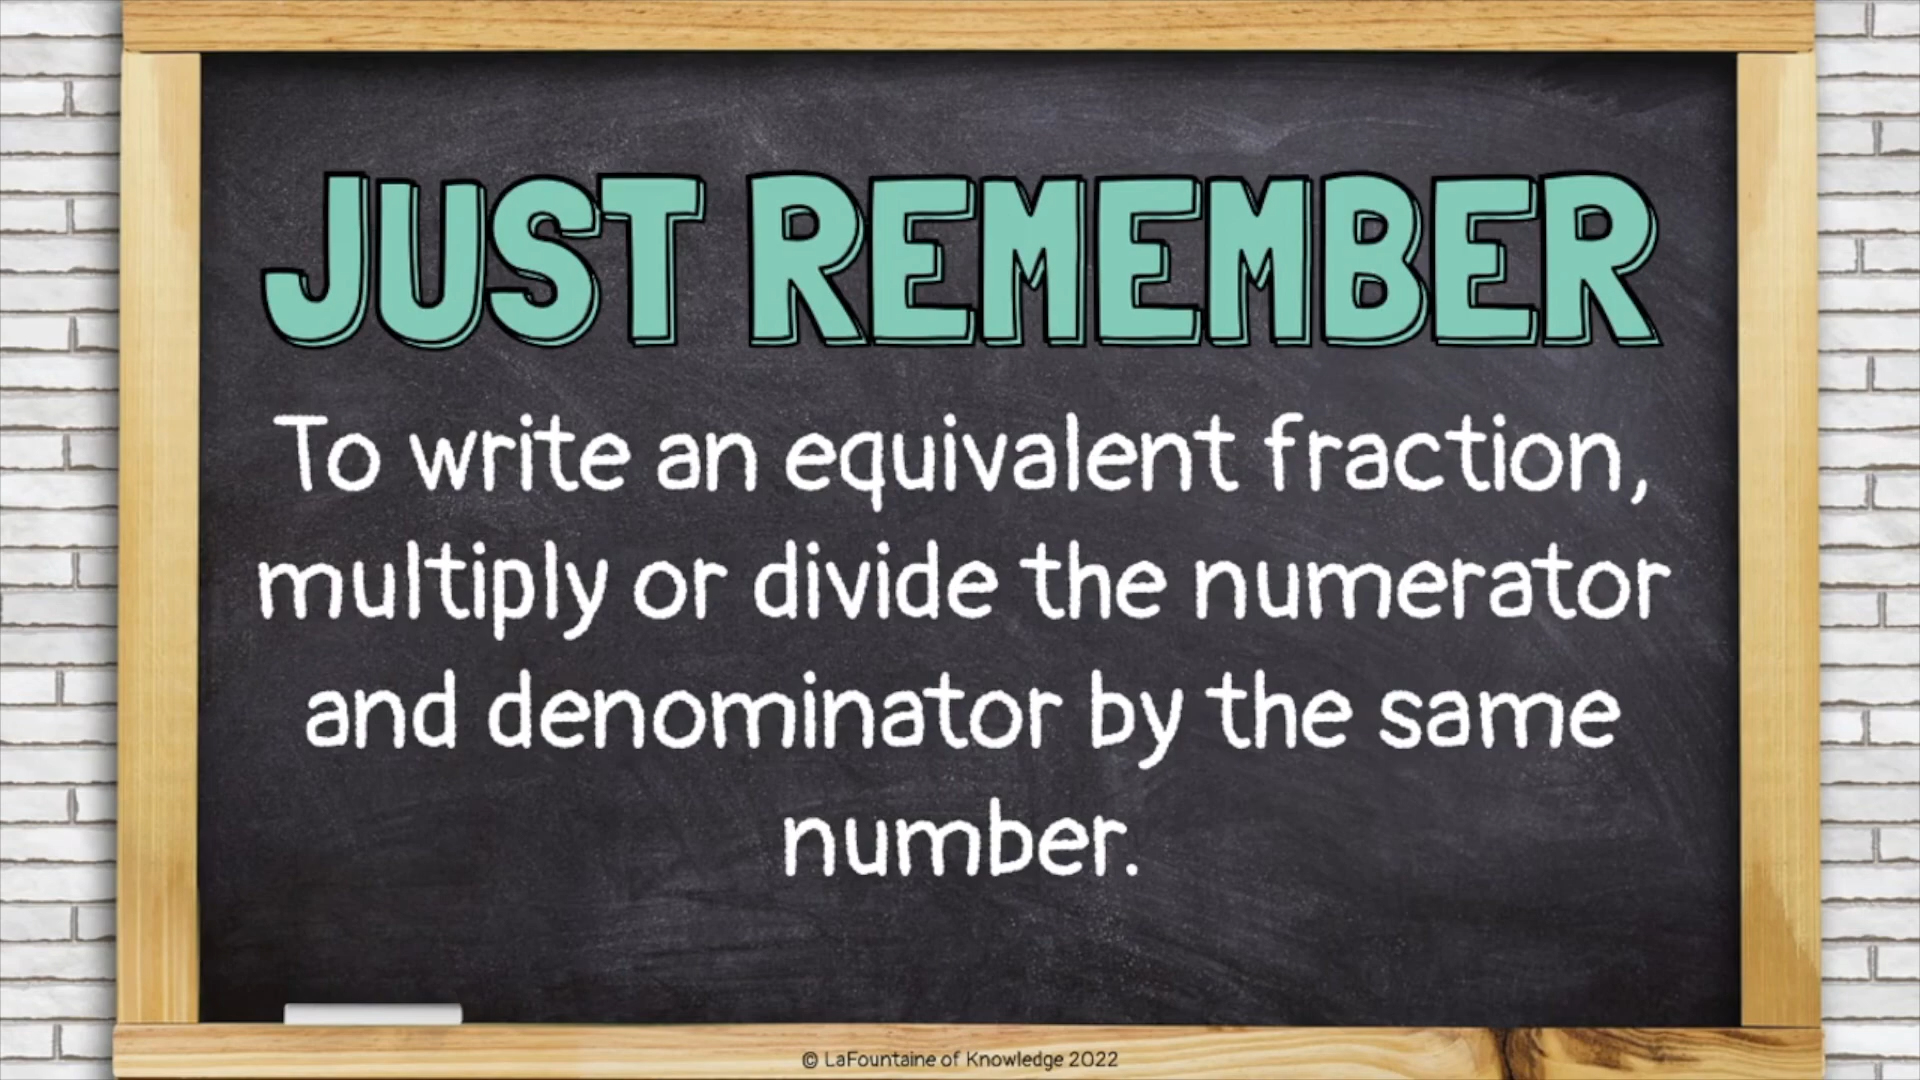 JUST REMEMBER
To write an equivalent fraction,
multiply or divide the numerator
and denominator by the same
number.
© LaFountaine of Knowledge 2022